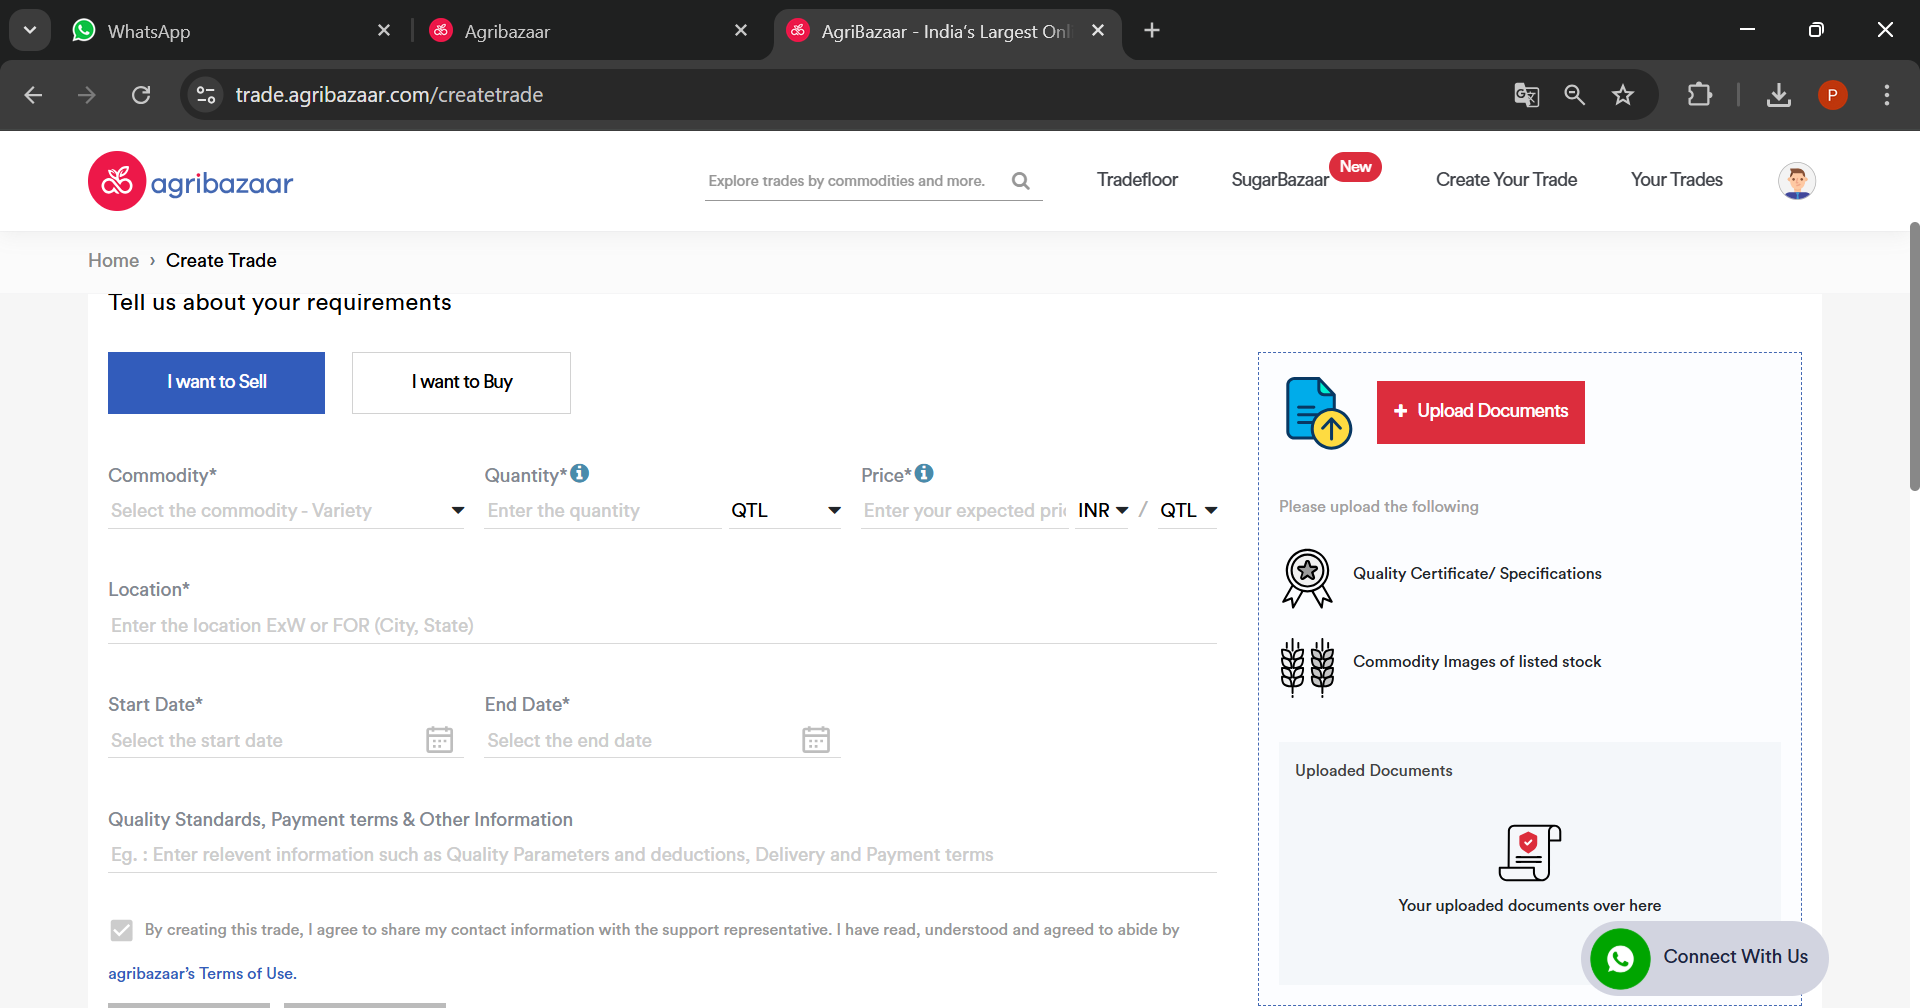 WhatsApp
Agribazaar
AgriBazaar - India's Largest Onl
trade.agribazaar.com/createtrade
P
agribazaar
Explore trades by commodities and more.
Tradefloor
SugarBazaar
New
Create Your Trade
Your Trades
Home › Create Trade
Tell us about your requirements
I want to Sell
I want to Buy
+ Upload Documents
Commodity*
Quantity*
Price*
Select the commodity - Variety
Enter the quantity
QTL
Enter your expected pri
INR
/
QTL
Please upload the following
Quality Certificate/ Specifications
Location*
Enter the location ExW or FOR (City, State)
Commodity Images of listed stock
Start Date*
End Date*
Select the start date
Select the end date
Uploaded Documents
Quality Standards, Payment terms & Other Information
Eg. : Enter relevent information such as Quality Parameters and deductions, Delivery and Payment terms
Your uploaded documents over here
By creating this trade, I agree to share my contact information with the support representative. I have read, understood and agreed to abide by
agribazaar's Terms of Use.
Connect With Us